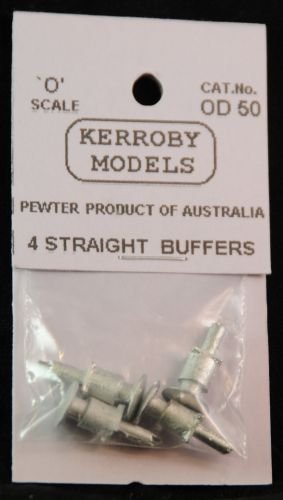 'O'
SCALE
CAT.No.
OD 50
KERROBY
MODELS
PEWTER PRODUCT OF AUSTRALIA
4 STRAIGHT BUFFERS